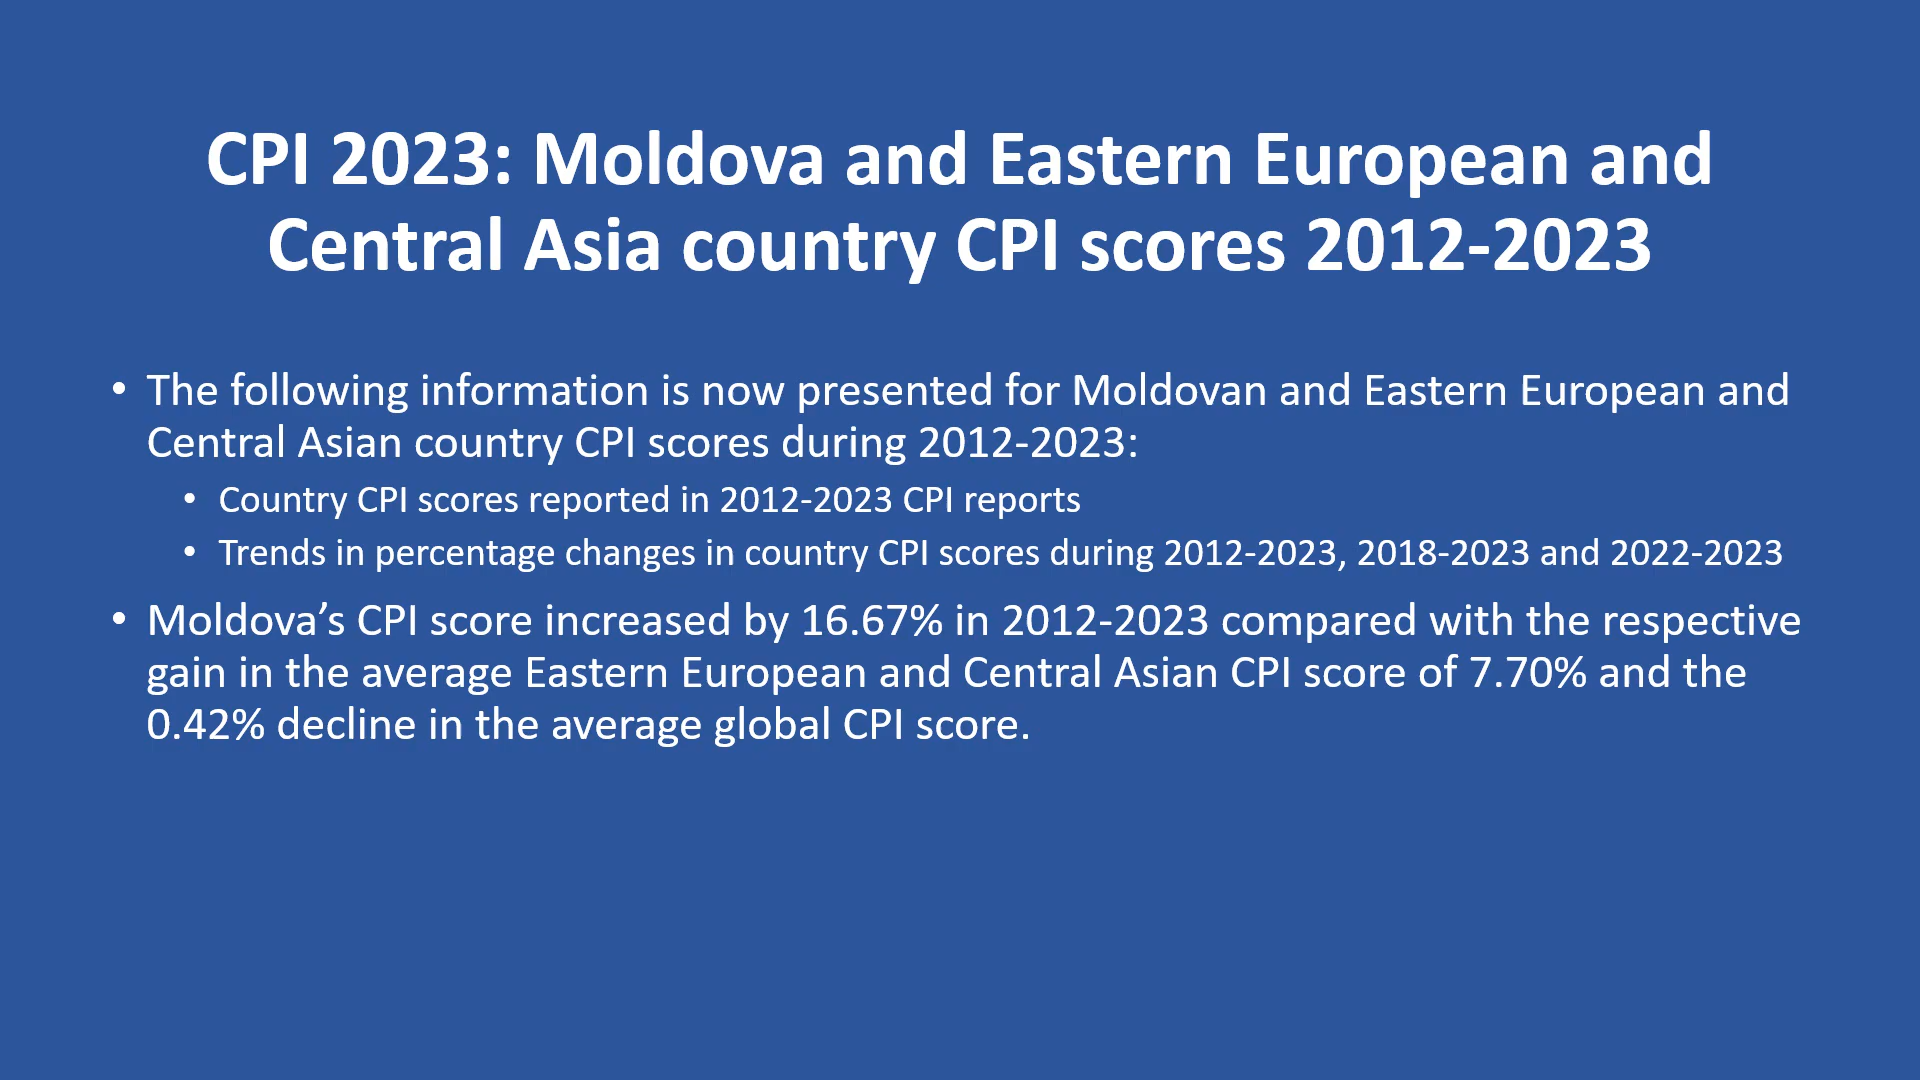 CPI 2023: Moldova and Eastern European and
Central Asia country CPI scores 2012-2023
• The following information is now presented for Moldovan and Eastern European and
Central Asian country CPI scores during 2012-2023:
• Country CPI scores reported in 2012-2023 CPI reports
• Trends in percentage changes in country CPI scores during 2012-2023, 2018-2023 and 2022-2023
• Moldova’s CPI score increased by 16.67% in 2012-2023 compared with the respective
gain in the average Eastern European and Central Asian CPI score of 7.70% and the
0.42% decline in the average global CPI score.